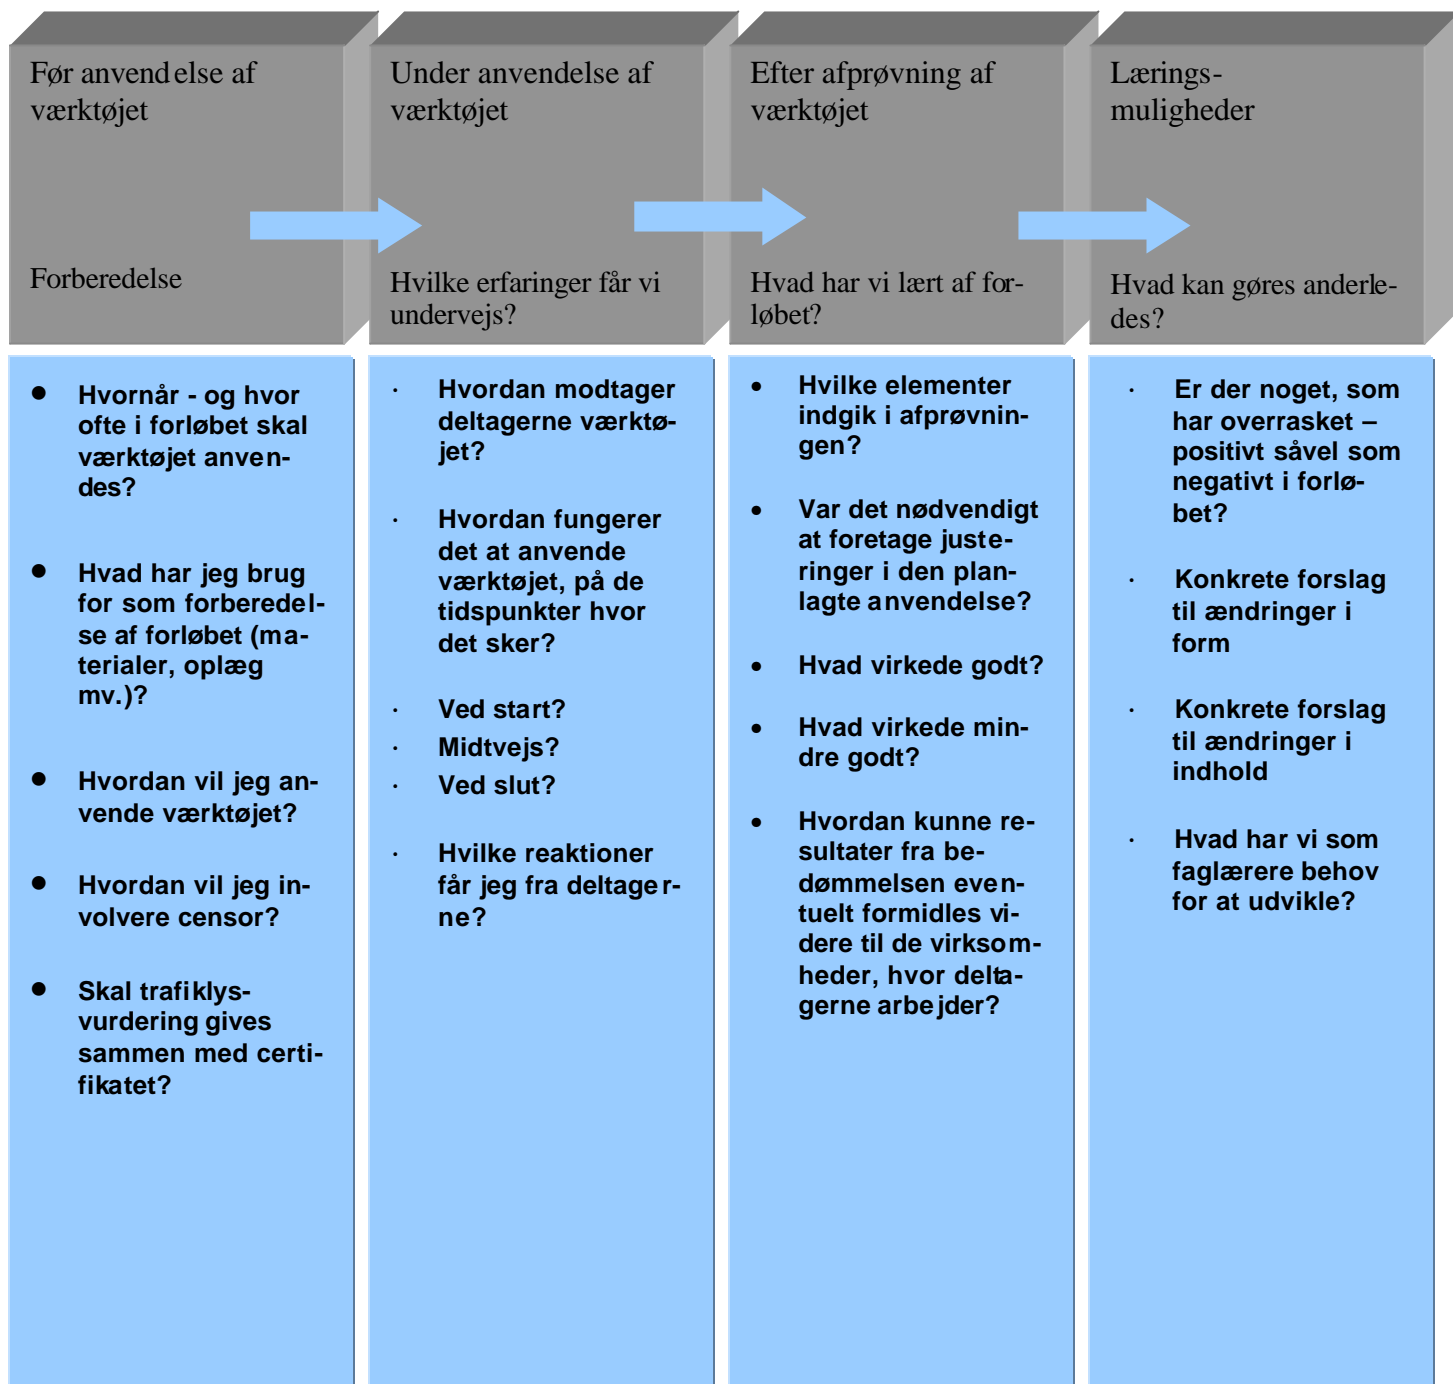 Før anvendelse af
værktøjet
Forberedelse
Under anvendelse af
værktøjet
Hvilke erfaringer får vi
undervejs?
Efter afprøvning af
værktøjet
Hvad har vi lært af for-
løbet?
Lærings-
muligheder
Hvad kan gøres anderle-
des?
● Hvornår - og hvor
ofte i forløbet skal
værktøjet anven-
des?
● Hvad har jeg brug
for som forberedel-
se af forløbet (ma-
terialer, oplæg
mv.)?
● Hvordan vil jeg an-
vende værktøjet?
● Hvordan vil jeg in-
volvere censor?
● Skal trafiklys-
vurdering gives
sammen med certi-
fikatet?
· Hvordan modtager
deltagerne værktø-
jet?
· Hvordan fungerer
det at anvende
værktøjet, på de
tidspunkter hvor
det sker?
· Ved start?
· Midtvejs?
· Ved slut?
· Hvilke reaktioner
får jeg fra deltager-
ne?
• Hvilke elementer
indgik i afprøvnin-
gen?
• Var det nødvendigt
at foretage juste-
ringer i den plan-
lagte anvendelse?
• Hvad virkede godt?
• Hvad virkede min-
dre godt?
• Hvordan kunne re-
sultater fra be-
dømmelsen even-
tuelt formidles vi-
dere til de virksom-
heder, hvor delta-
gerne arbejder?
· Er der noget, som
har overrasket –
positivt såvel som
negativt i forlø-
bet?
· Konkrete forslag
til ændringer i
form
· Konkrete forslag
til ændringer i
indhold
· Hvad har vi som
faglærere behov
for at udvikle?